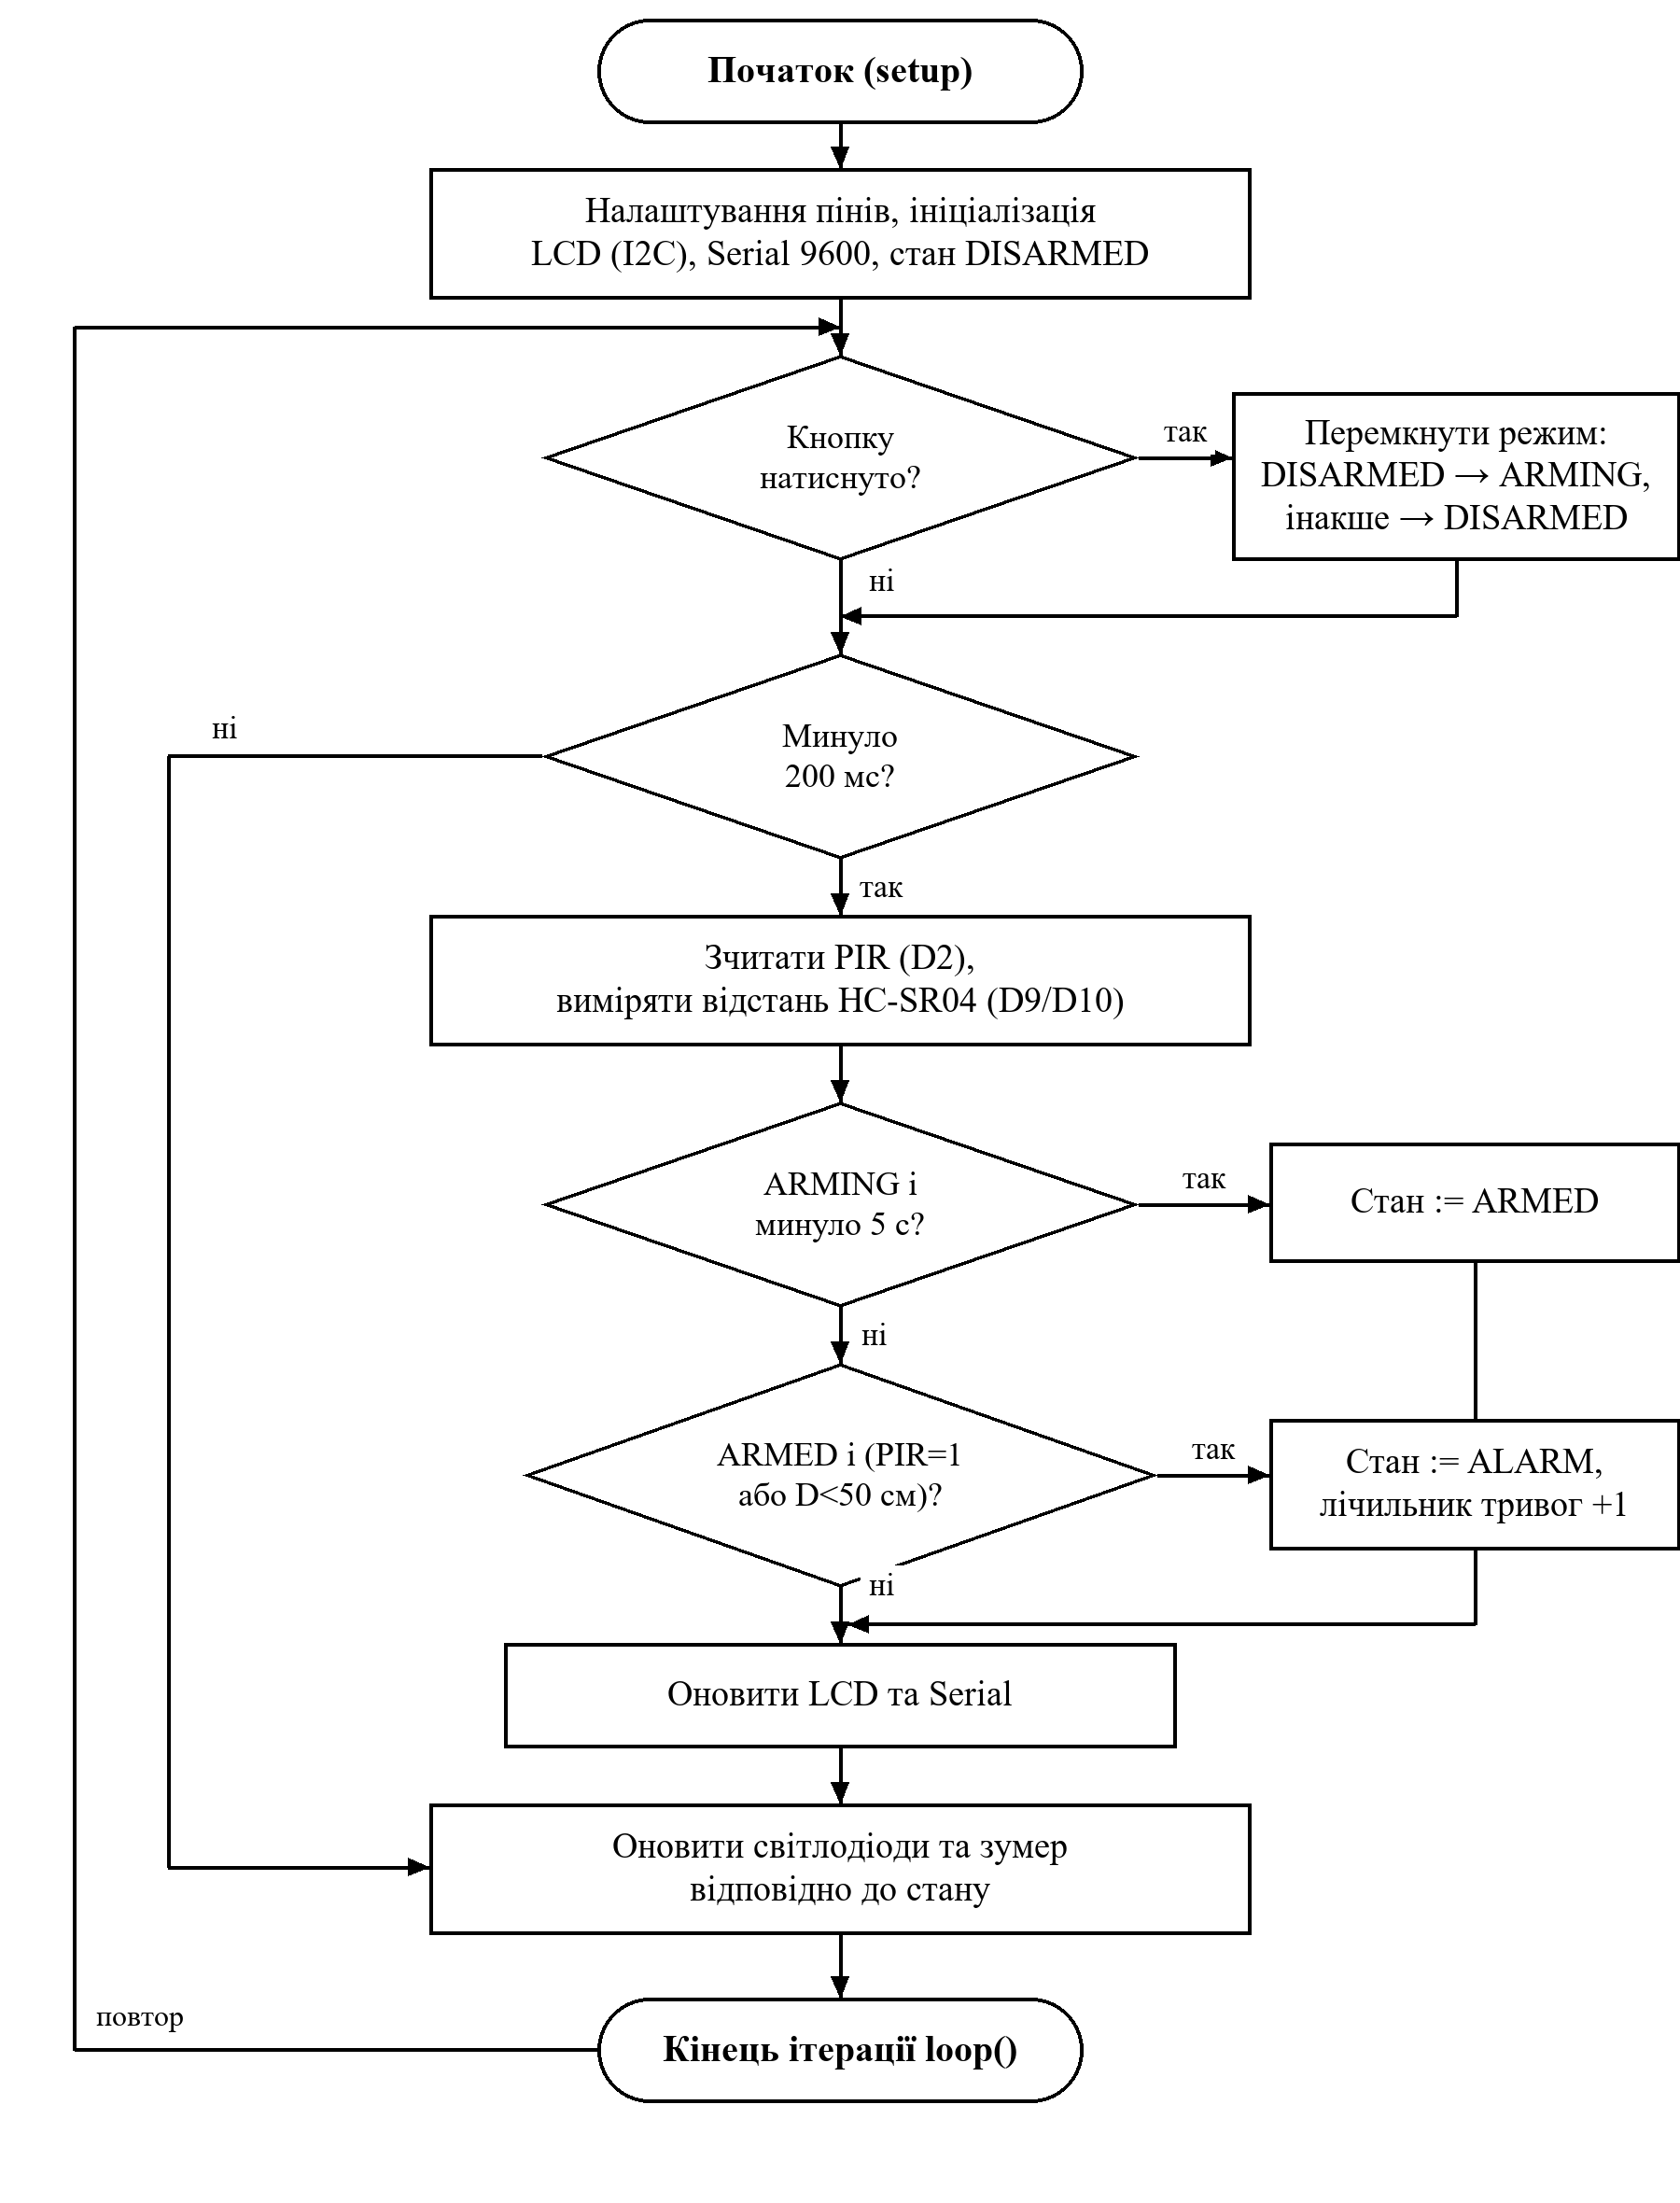 Початок (setup)
Налаштування пінів, ініціалізація
LCD (I2C), Serial 9600, стан DISARMED
Кнопку
натиснуто?
так
Перемкнути режим:
DISARMED → ARMING,
інакше → DISARMED
ні
Минуло
200 мс?
ні
так
Зчитати PIR (D2),
виміряти відстань HC-SR04 (D9/D10)
ARMING і
минуло 5 с?
так
Стан := ARMED
ні
ARMED і (PIR=1
або D<50 см)?
так
Стан := ALARM,
лічильник тривог +1
ні
Оновити LCD та Serial
Оновити світлодіоди та зумер
відповідно до стану
повтор
Кінець ітерації loop()